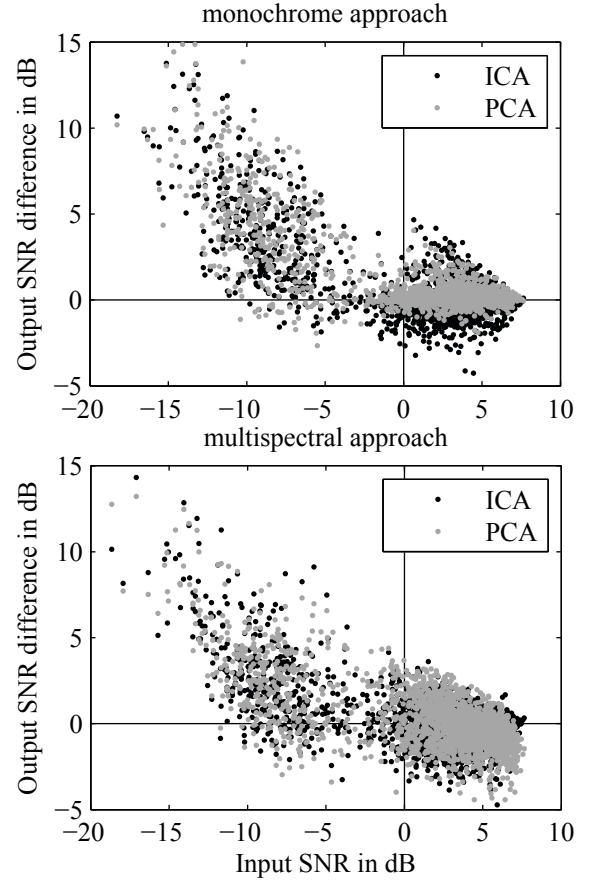 monochrome approach
Output SNR difference in dB
15
10
5
0
−5
−20 −15 −10 −5 0 5 10
ICA
PCA
multispectral approach
Output SNR difference in dB
15
10
5
0
−5
−20 −15 −10 −5 0 5 10
ICA
PCA
Input SNR in dB